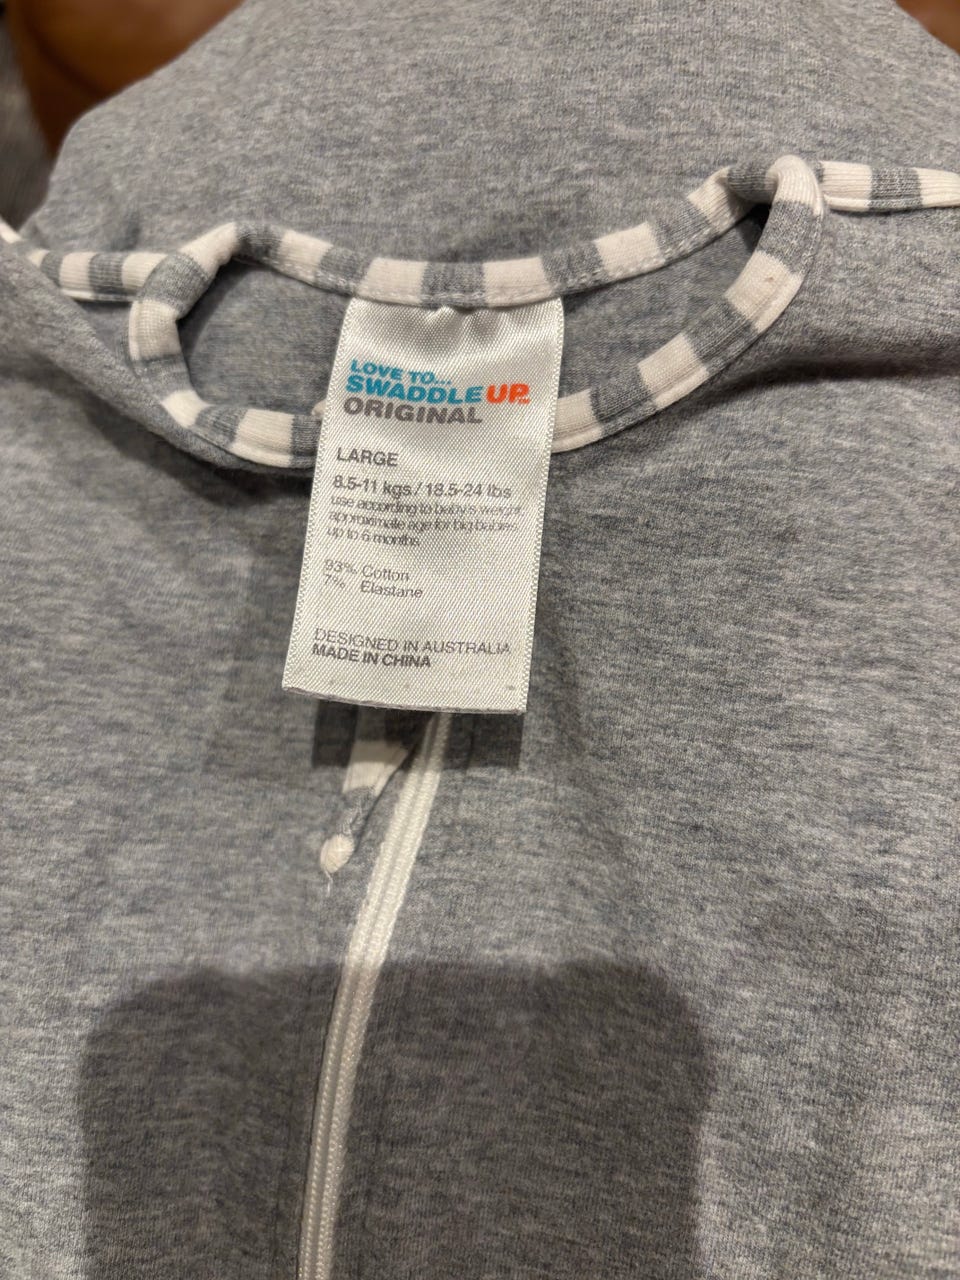 LOVE TO...
SWADDLE UP
ORIGINAL
LARGE
8.5-11 kgs / 18.5-24 lbs
use according to baby's weight
approximate age for big babies
up to 6 months
93% Cotton
7% Elastane
DESIGNED IN AUSTRALIA
MADE IN CHINA